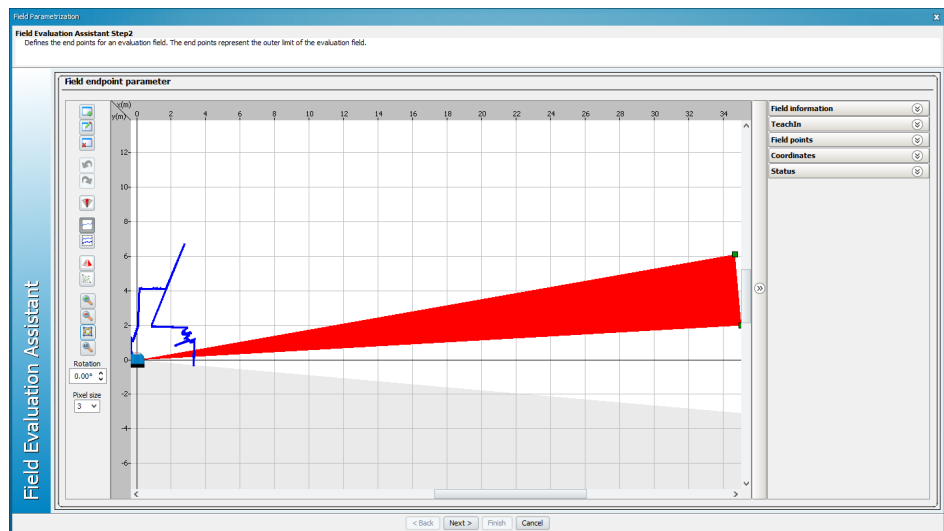 Field Parametrization
Field Evaluation Assistant Step2
Defines the end points for an evaluation field. The end points represent the outer limit of the evaluation field.
Field Evaluation Assistant
Field endpoint parameter
x(m)
y(m)
0 2 4 6 8 10 12 14 16 18 20 22 24 26 28 30 32 34
12
10
8
6
4
2
0
-2
-4
-6
Rotation
0.00°
Pixel size
3
Field information
TeachIn
Field points
Coordinates
Status
< Back Next > Finish Cancel